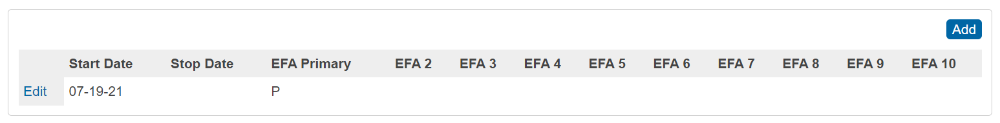 Add
Start Date Stop Date EFA Primary EFA 2 EFA 3 EFA 4 EFA 5 EFA 6 EFA 7 EFA 8 EFA 9 EFA 10
Edit 07-19-21 P